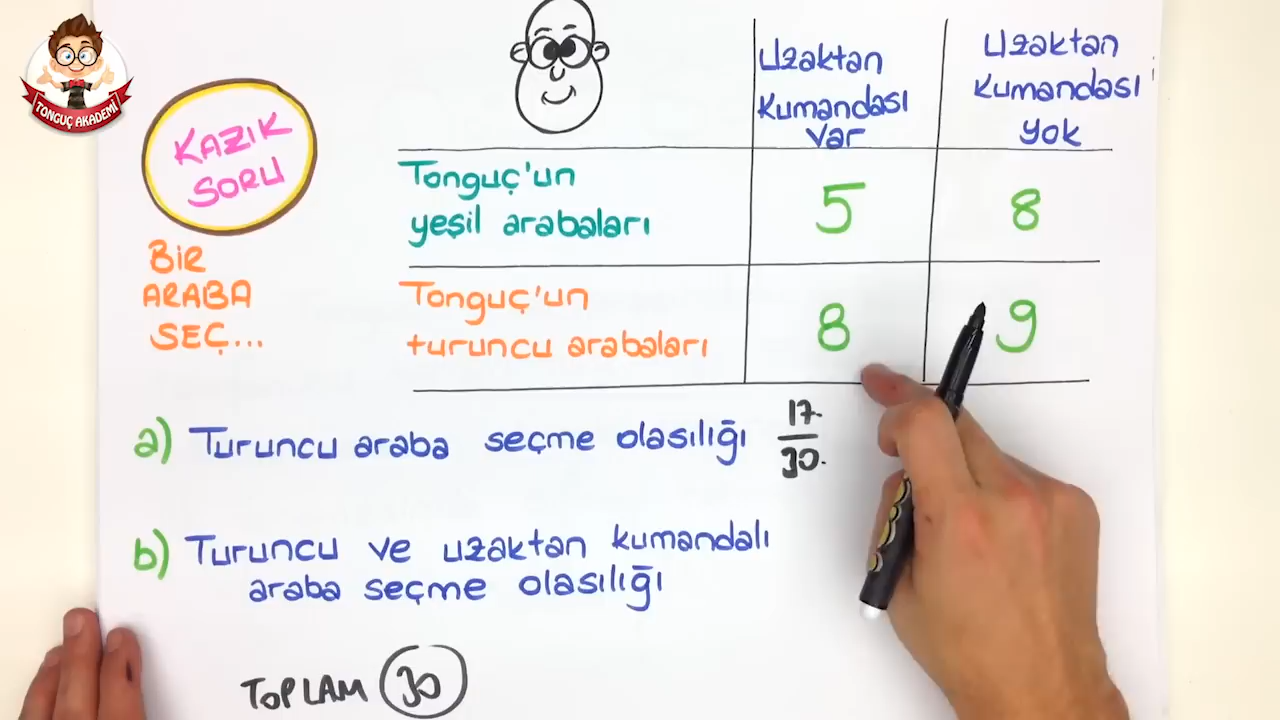 TONGUÇ AKADEMİ
KAZIK
SORU
BİR
ARABA
SEÇ...
Uzaktan
kumandası
var
Uzaktan
kumandası
yok
Tonguç'un
yeşil arabaları
5
8
Tonguç'un
turuncu arabaları
8
9
a) Turuncu araba seçme olasılığı
17
30
b) Turuncu ve uzaktan kumandalı
araba seçme olasılığı
TOPLAM 30